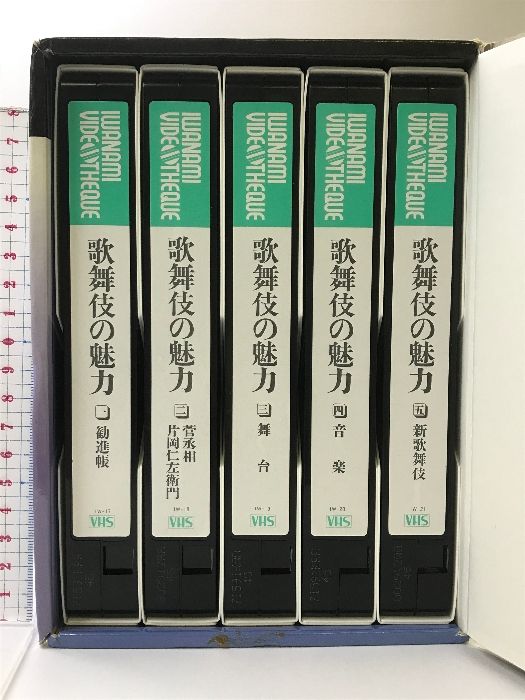 IWANAMI
VIDEOTHEQUE
歌舞伎の魅力
一 勧進帳
VHS
IWANAMI
VIDEOTHEQUE
歌舞伎の魅力
二 菅丞相
片岡仁左衛門
VHS
IWANAMI
VIDEOTHEQUE
歌舞伎の魅力
三 舞台
VHS
IWANAMI
VIDEOTHEQUE
歌舞伎の魅力
四 音楽
IW-20
VHS
IWANAMI
VIDEOTHEQUE
歌舞伎の魅力
五 新歌舞伎
VHS